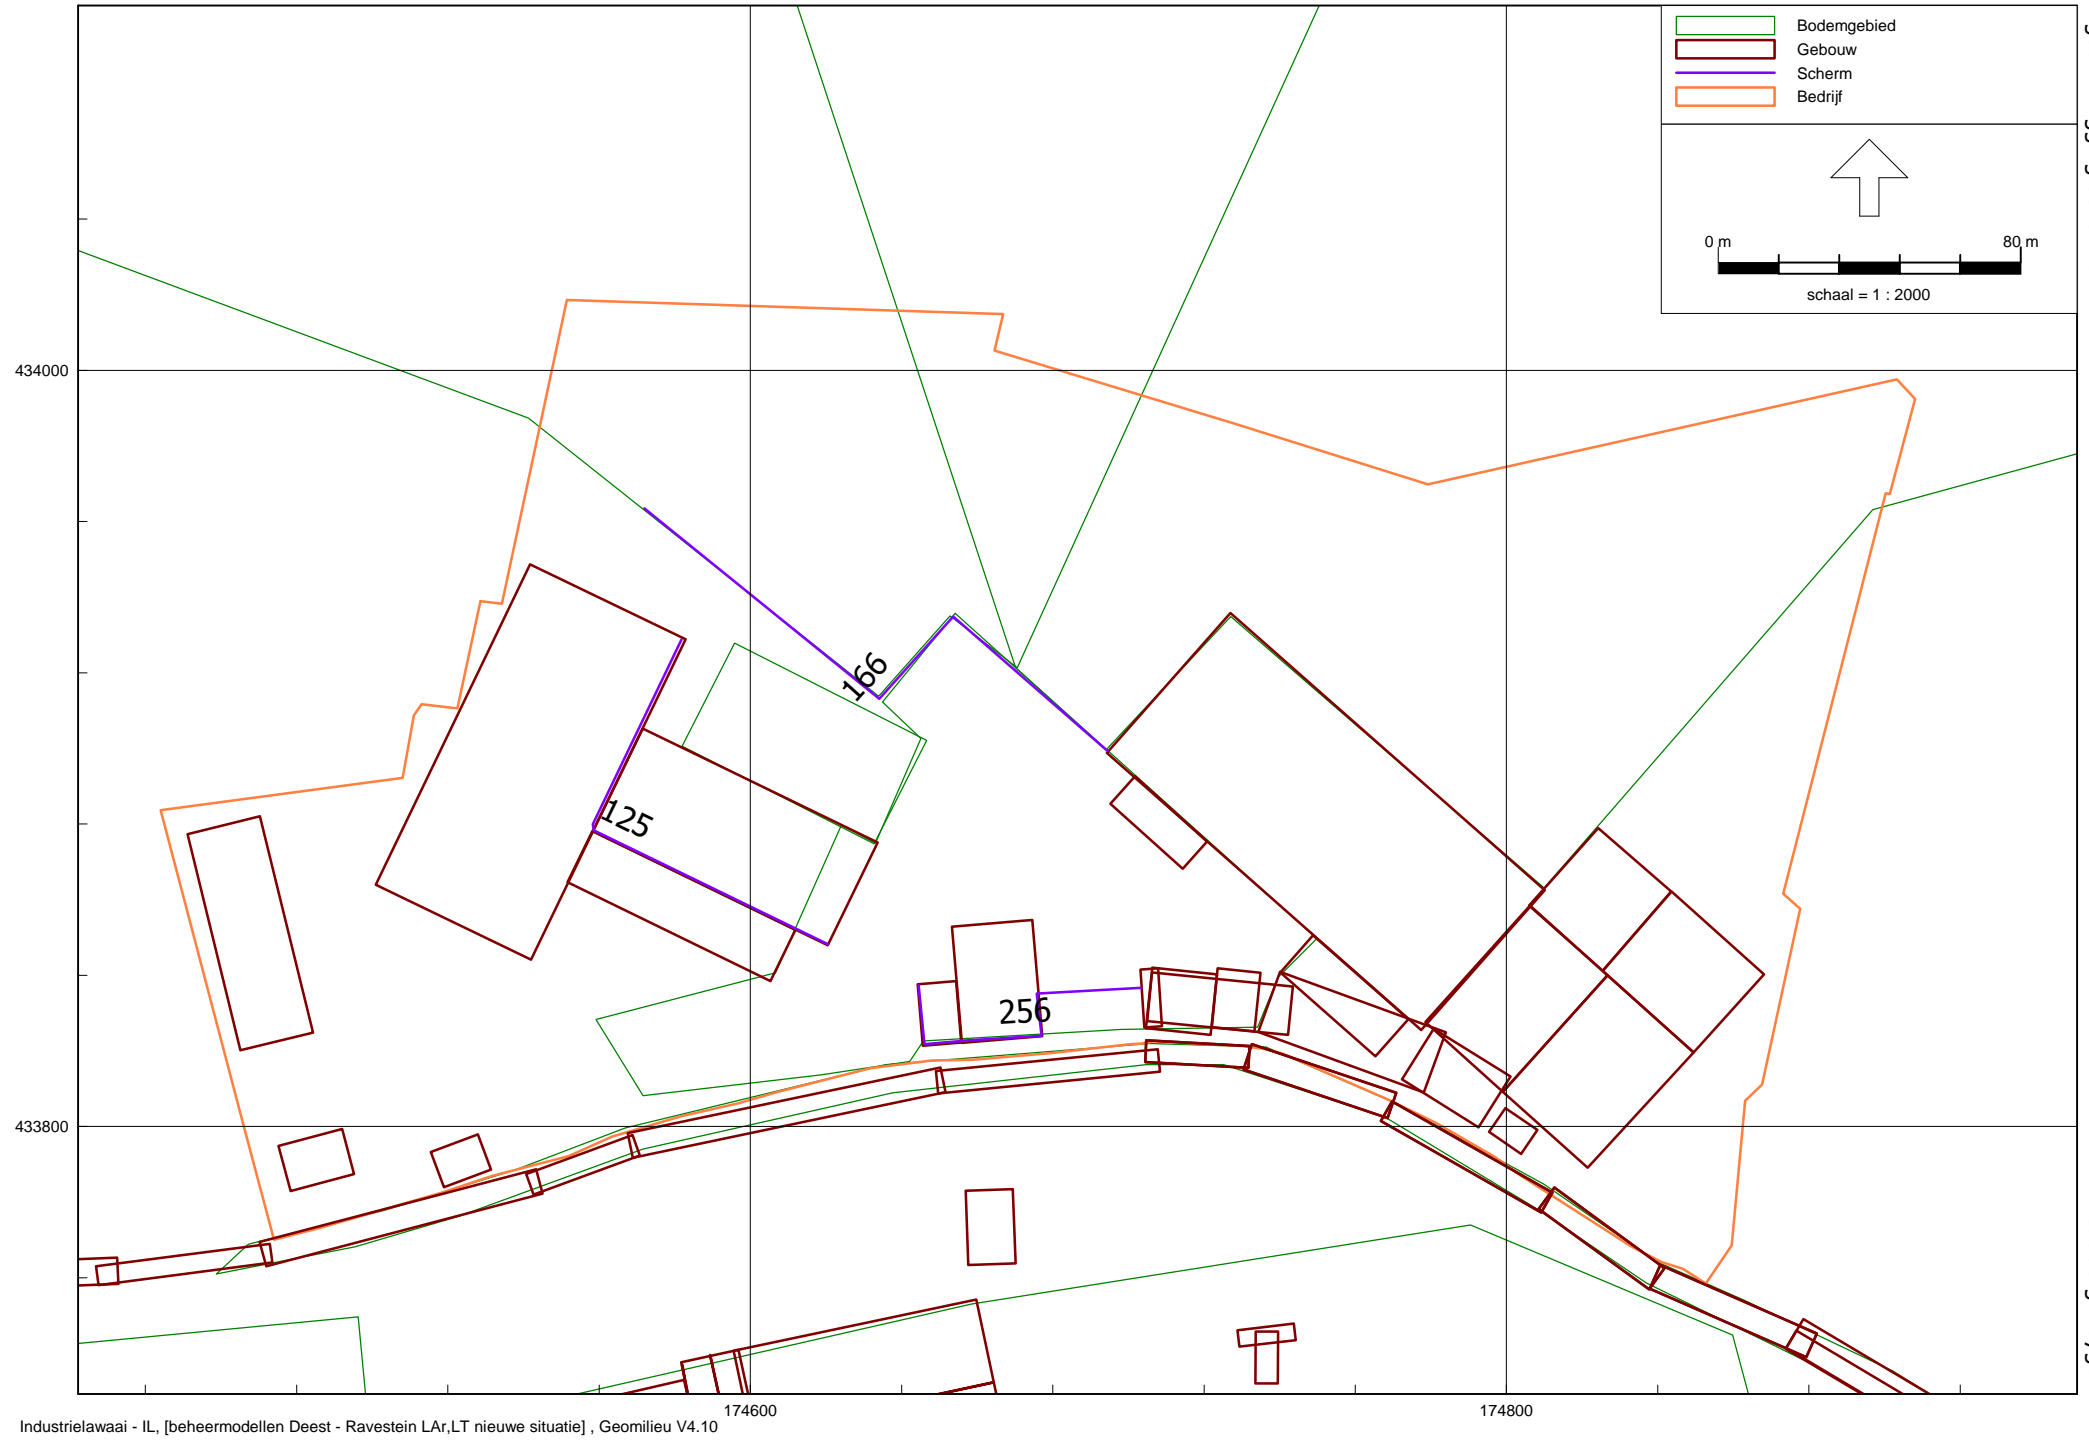 Bodemgebied
Gebouw
Scherm
Bedrijf
0 m 80 m
schaal = 1 : 2000
434000
166
125
256
433800
174600 174800
Industrielawaai - IL, [beheermodellen Deest - Ravestein LAr,LT nieuwe situatie] , Geomilieu V4.10